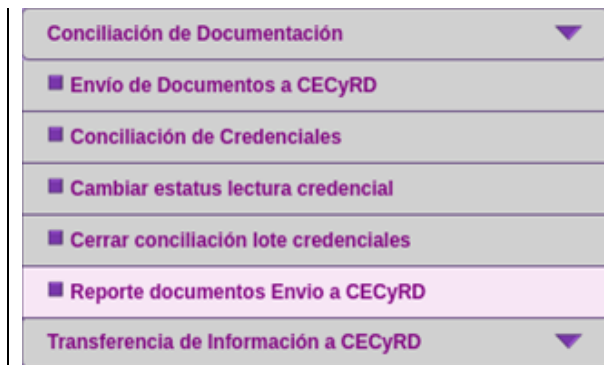 Conciliación de Documentación
Envío de Documentos a CECyRD
Conciliación de Credenciales
Cambiar estatus lectura credencial
Cerrar conciliación lote credenciales
Reporte documentos Envio a CECyRD
Transferencia de Información a CECyRD